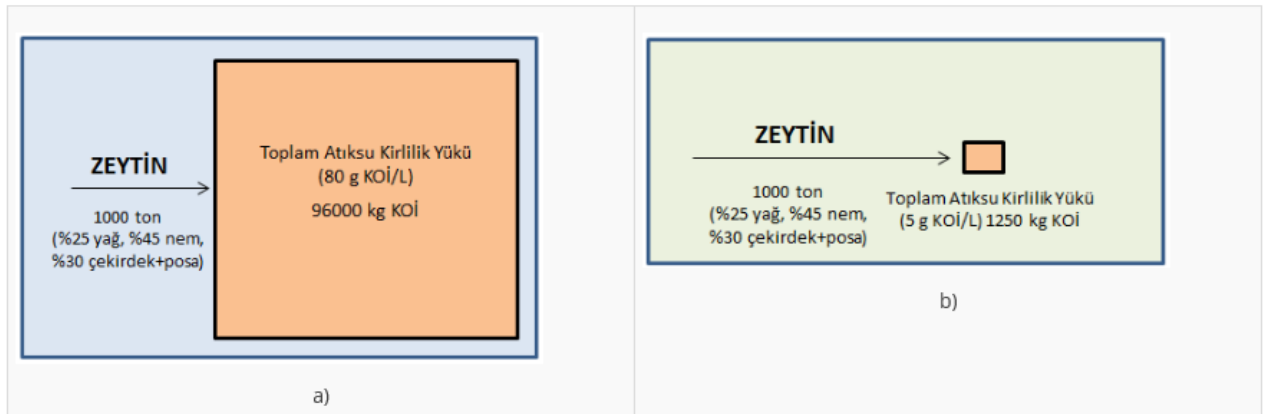 ZEYTİN
1000 ton
(%25 yağ, %45 nem,
%30 çekirdek+posa)
Toplam Atıksu Kirlilik Yükü
(80 g KOİ/L)
96000 kg KOİ
a)
ZEYTİN
1000 ton
(%25 yağ, %45 nem,
%30 çekirdek+posa)
Toplam Atıksu Kirlilik Yükü
(5 g KOİ/L) 1250 kg KOİ
b)